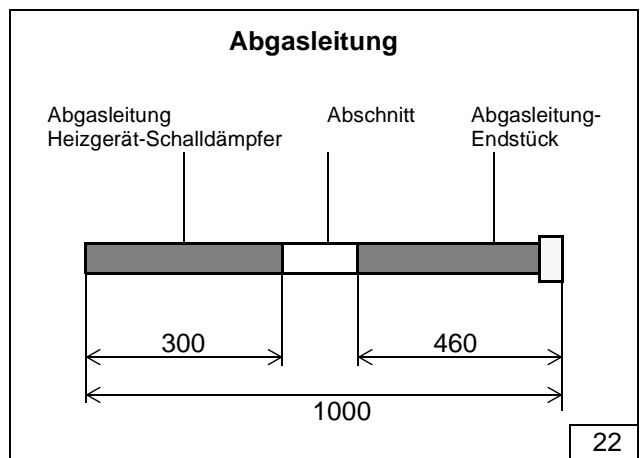 Abgasleitung
Abgasleitung
Heizgerät-Schalldämpfer
Abschnitt
Abgasleitung-
Endstück
300
460
1000
22